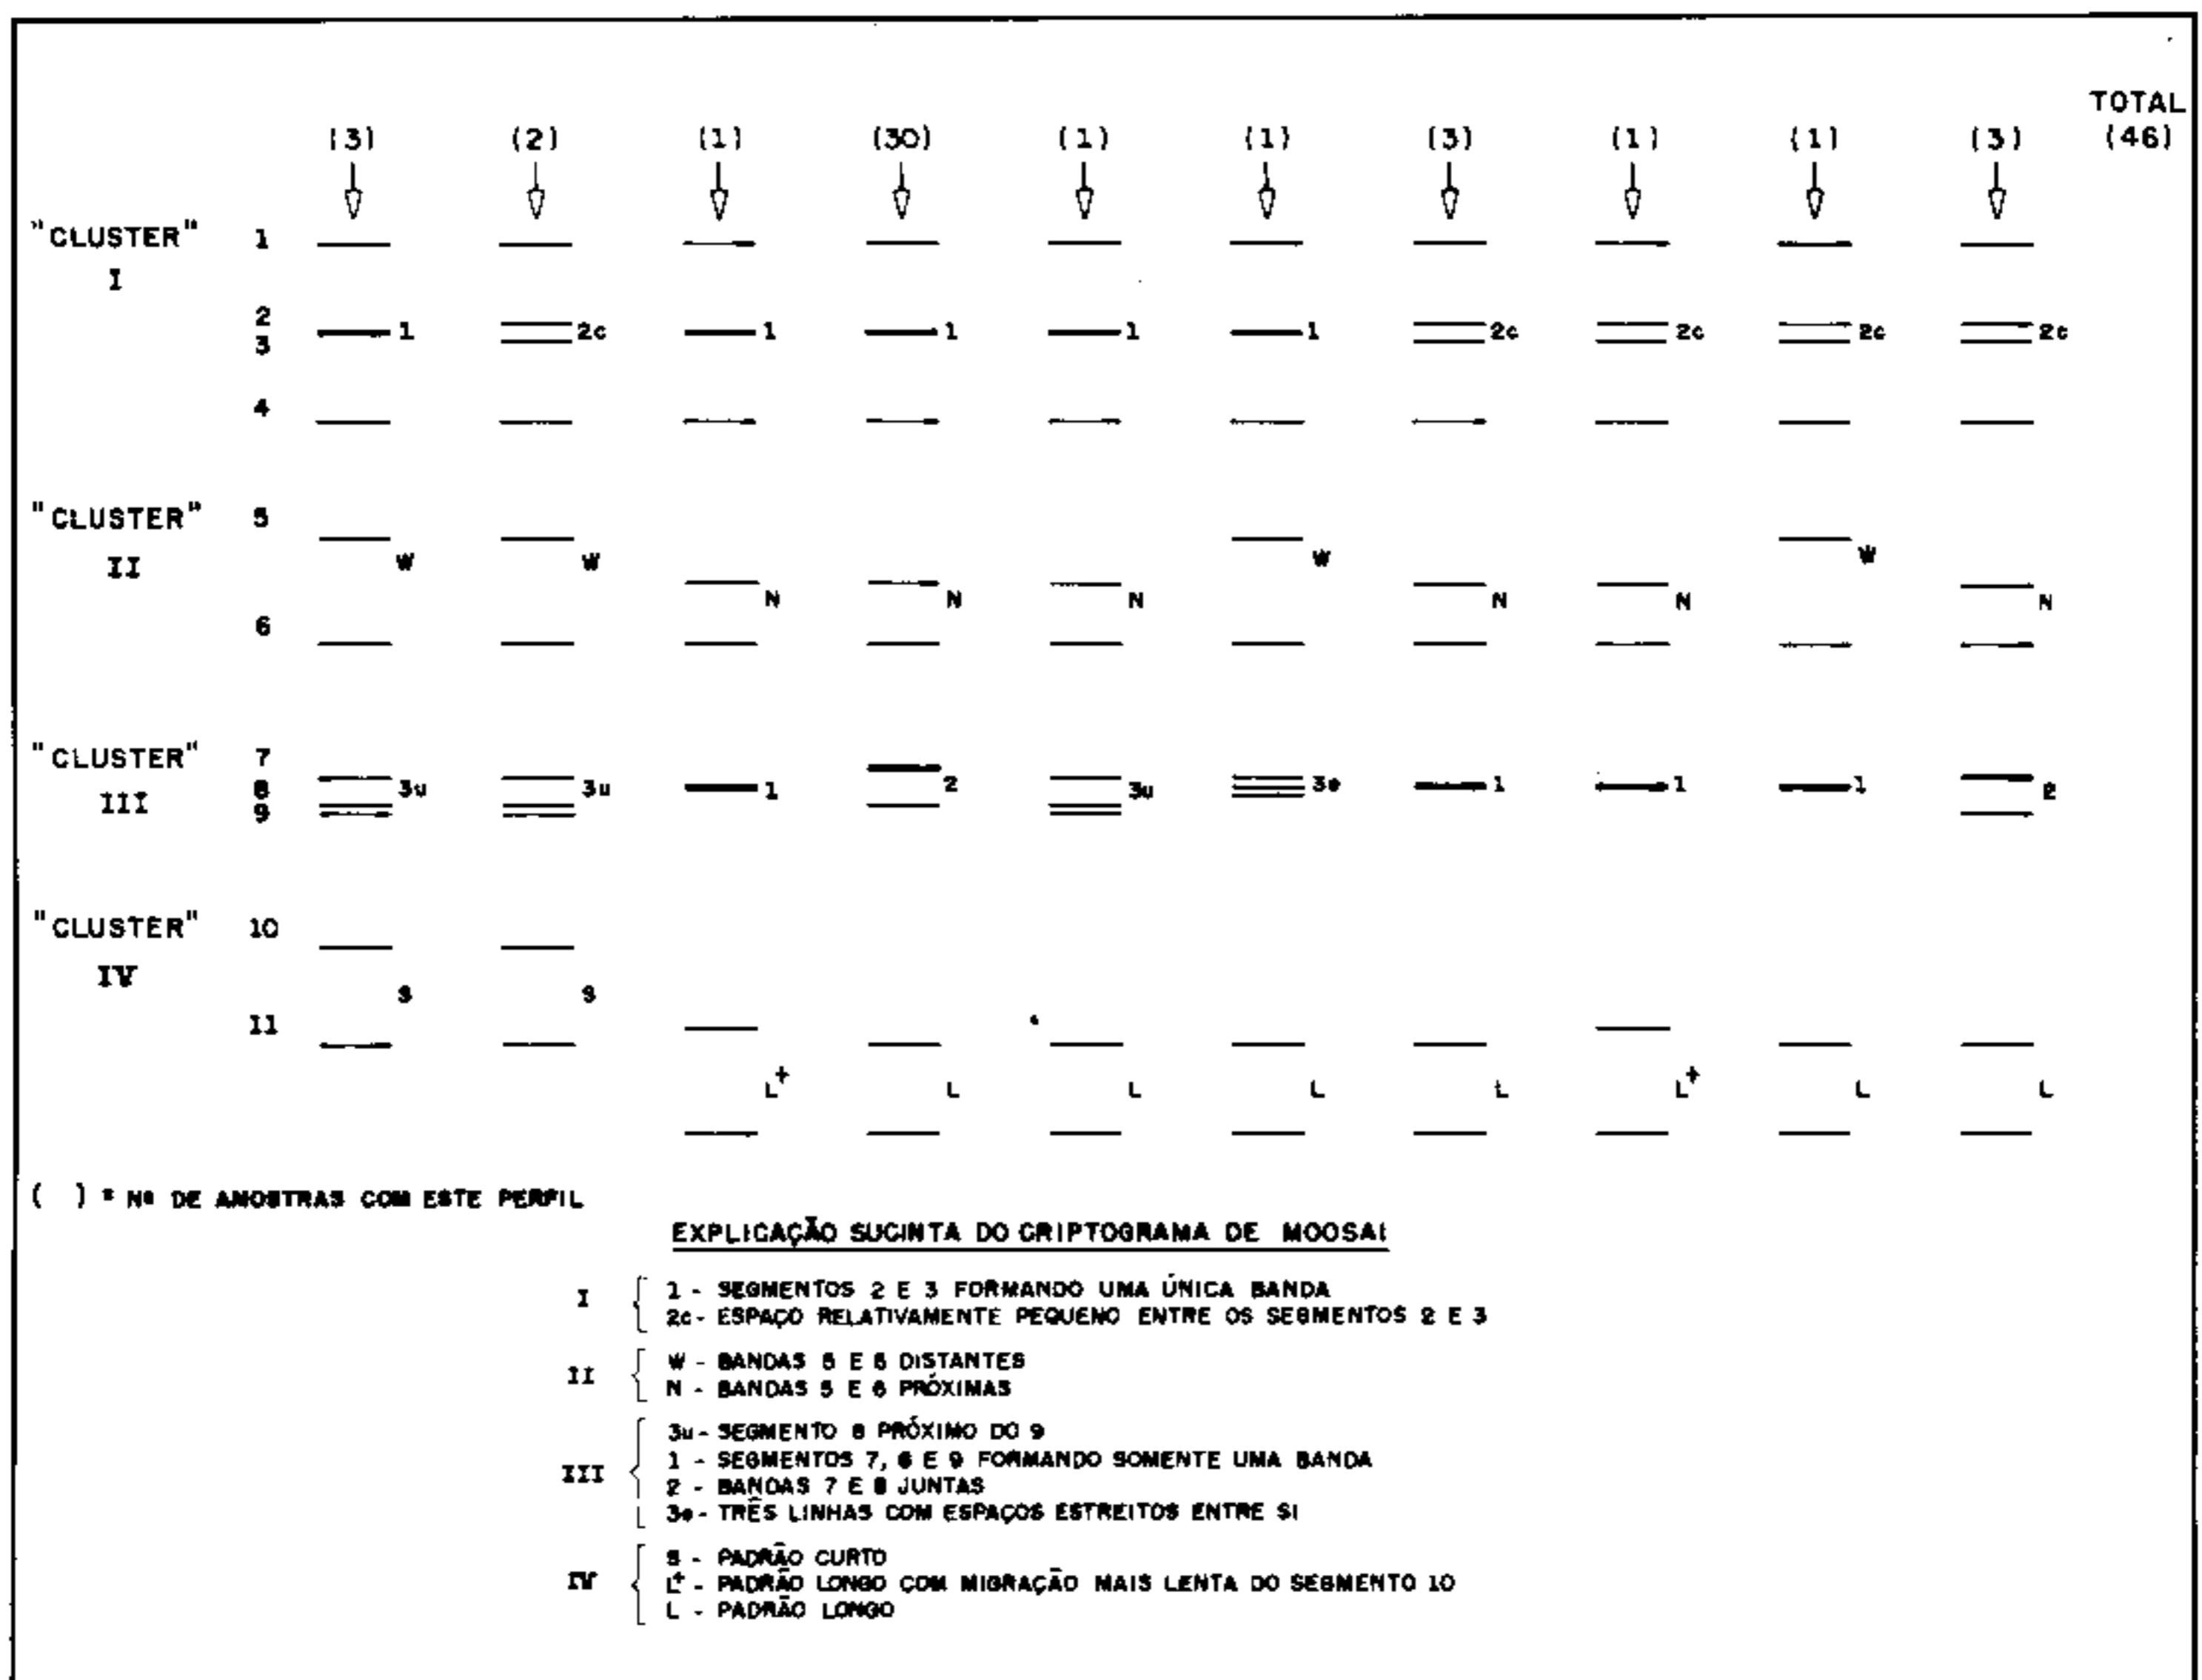 TOTAL
(3) (2) (1) (30) (1) (1) (3) (1) (1) (3) (46)
"CLUSTER" 1
I
2
3
1 2c 1 1 1 1 2c 2c 2c 2c
4
"CLUSTER" 5
II
W W W W
N N N N N N
6
"CLUSTER" 7
III
8
9
3u 3u 1 2 3u 3e 1 1 1 2
"CLUSTER" 10
IV
S S
11
L+ L L L L L+ L L
( ) = Nº DE AMOSTRAS COM ESTE PERFIL
EXPLICAÇÃO SUCINTA DO CRIPTOGRAMA DE MOOSAI
I
1 - SEGMENTOS 2 E 3 FORMANDO UMA ÚNICA BANDA
2c - ESPAÇO RELATIVAMENTE PEQUENO ENTRE OS SEGMENTOS 2 E 3
II
W - BANDAS 5 E 6 DISTANTES
N - BANDAS 5 E 6 PRÓXIMAS
III
3u - SEGMENTO 8 PRÓXIMO DO 9
1 - SEGMENTOS 7, 8 E 9 FORMANDO SOMENTE UMA BANDA
2 - BANDAS 7 E 8 JUNTAS
3e - TRÊS LINHAS COM ESPAÇOS ESTREITOS ENTRE SI
IV
S - PADRÃO CURTO
L+ - PADRÃO LONGO COM MIGRAÇÃO MAIS LENTA DO SEGMENTO 10
L - PADRÃO LONGO